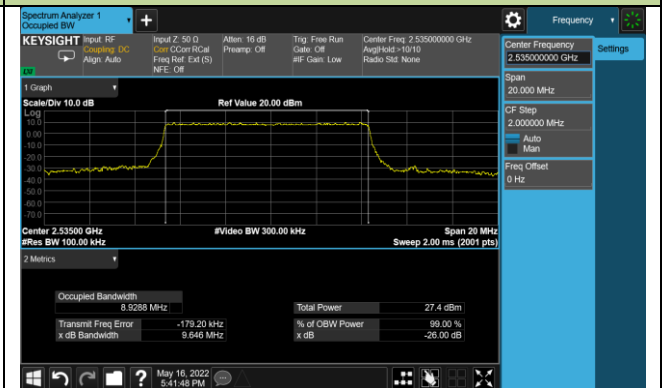 Spectrum Analyzer 1
Occupied BW
+
Frequency
KEYSIGHT
Input: RF
Coupling: DC
Align: Auto
Input Z: 50 Ω
Corr CCorr RCal
Freq Ref: Ext (S)
NFE: Off
Atten: 16 dB
Preamp: Off
Trig: Free Run
Gate: Off
#IF Gain: Low
Center Freq: 2.535000000 GHz
Avg|Hold:>10/10
Radio Std: None
LU
Center Frequency
2.535000000 GHz
Settings
Span
20.000 MHz
CF Step
2.000000 MHz
Auto
Man
Freq Offset
0 Hz
1 Graph
Scale/Div 10.0 dB
Ref Value 20.00 dBm
Log
10.0
0.00
-10.0
-20.0
-30.0
-40.0
-50.0
-60.0
-70.0
Center 2.53500 GHz
#Video BW 300.00 kHz
Span 20 MHz
#Res BW 100.00 kHz
Sweep 2.00 ms (2001 pts)
2 Metrics
Occupied Bandwidth
8.9288 MHz
Total Power 27.4 dBm
Transmit Freq Error -179.20 kHz
% of OBW Power 99.00 %
x dB Bandwidth 9.646 MHz
x dB -26.00 dB
?
May 16, 2022
5:41:48 PM